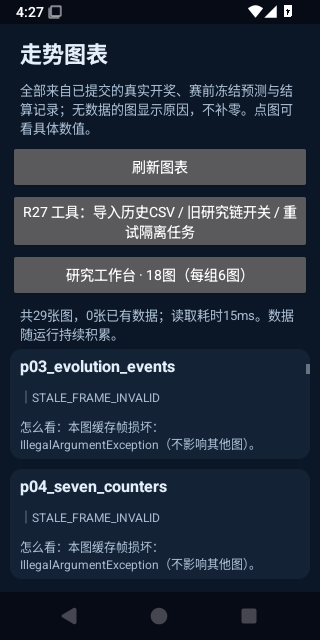 4:27
走势图表
全部来自已提交的真实开奖、赛前冻结预测与结
算记录；无数据的图显示原因，不补零。点图可
看具体数值。
刷新图表
R27 工具：导入历史CSV / 旧研究链开关 / 重
试隔离任务
研究工作台 · 18图（每组6图）
共29张图，0张已有数据；读取耗时15ms。数据
随运行持续积累。
p03_evolution_events
STALE_FRAME_INVALID
怎么看：本图缓存帧损坏：
IllegalArgumentException（不影响其他图）。
p04_seven_counters
STALE_FRAME_INVALID
怎么看：本图缓存帧损坏：
IllegalArgumentException（不影响其他图）。